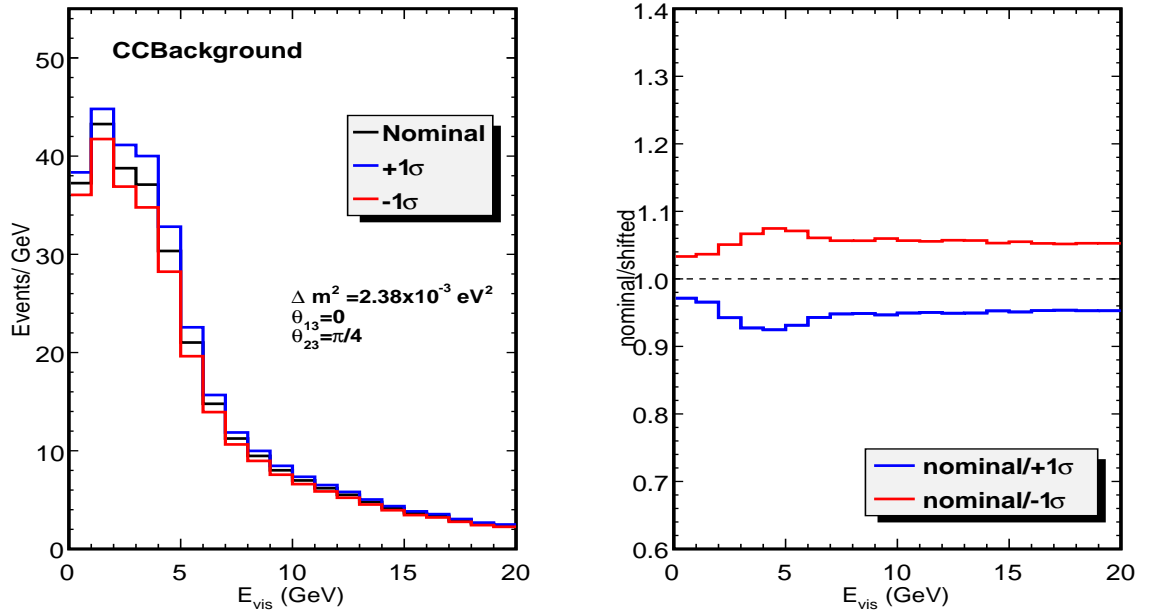 CCBackground
Nominal
+1σ
-1σ
Δ m² =2.38x10⁻³ eV²
θ₁₃=0
θ₂₃=π/4
Events/ GeV
50
40
30
20
10
0
0 5 10 15 20
E_vis (GeV)
nominal/shifted
1.4
1.3
1.2
1.1
1.0
0.9
0.8
0.7
0.6
nominal/+1σ
nominal/-1σ
0 5 10 15 20
E_vis (GeV)